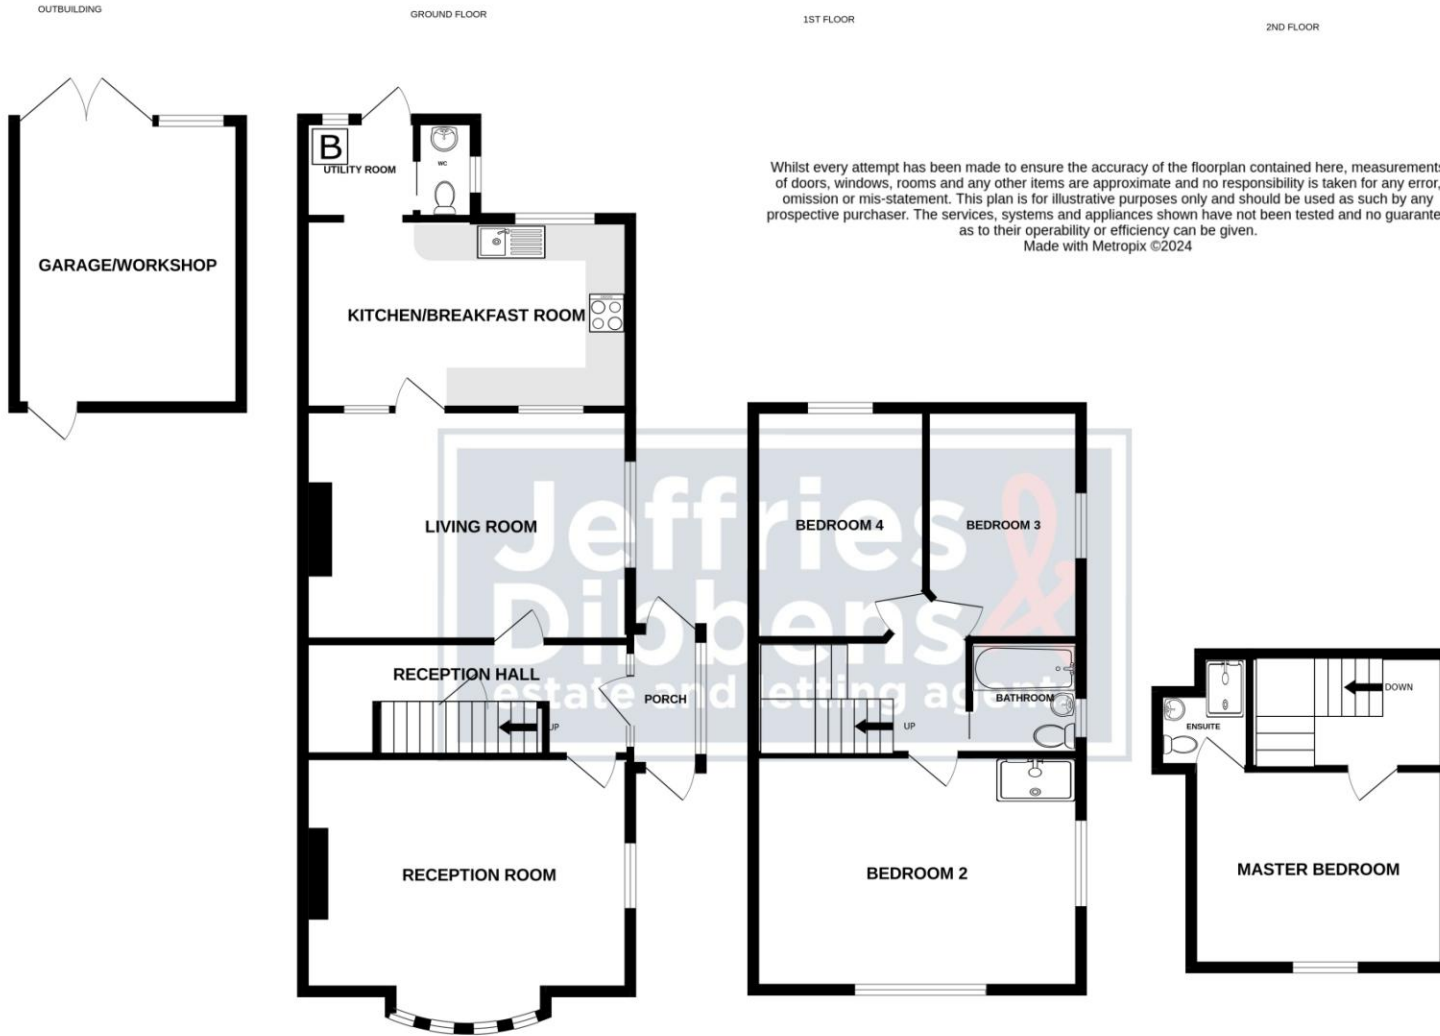 OUTBUILDING
GROUND FLOOR
1ST FLOOR
2ND FLOOR
Whilst every attempt has been made to ensure the accuracy of the floorplan contained here, measurements
of doors, windows, rooms and any other items are approximate and no responsibility is taken for any error,
omission or mis-statement. This plan is for illustrative purposes only and should be used as such by any
prospective purchaser. The services, systems and appliances shown have not been tested and no guarante
as to their operability or efficiency can be given.
Made with Metropix ©2024
B
UTILITY ROOM
WC
GARAGE/WORKSHOP
KITCHEN/BREAKFAST ROOM
LIVING ROOM
BEDROOM 4
BEDROOM 3
Jeffries
Dibbens &
estate and letting agents
RECEPTION HALL
PORCH
UP
BATHROOM
UP
DOWN
ENSUITE
RECEPTION ROOM
BEDROOM 2
MASTER BEDROOM